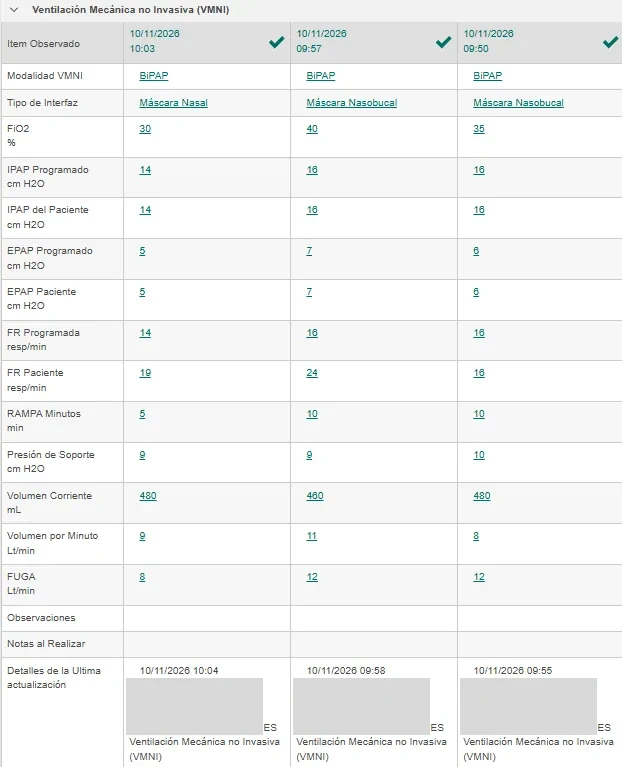 Ventilación Mecánica no Invasiva (VMNI)
Item Observado
10/11/2026
10:03
10/11/2026
09:57
10/11/2026
09:50
Modalidad VMNI BiPAP BiPAP BiPAP
Tipo de Interfaz Máscara Nasal Máscara Nasobucal Máscara Nasobucal
FiO2
%
30 40 35
IPAP Programado
cm H2O
14 16 16
IPAP del Paciente
cm H2O
14 16 16
EPAP Programado
cm H2O
5 7 6
EPAP Paciente
cm H2O
5 7 6
FR Programada
resp/min
14 16 16
FR Paciente
resp/min
19 24 16
RAMPA Minutos
min
5 10 10
Presión de Soporte
cm H2O
9 9 10
Volumen Corriente
mL
480 460 480
Volumen por Minuto
Lt/min
9 11 8
FUGA
Lt/min
8 12 12
Observaciones
Notas al Realizar
Detalles de la Ultima
actualización
10/11/2026 10:04
ES
Ventilación Mecánica no Invasiva
(VMNI)
10/11/2026 09:58
ES
Ventilación Mecánica no Invasiva
(VMNI)
10/11/2026 09:55
ES
Ventilación Mecánica no Invasiva
(VMNI)